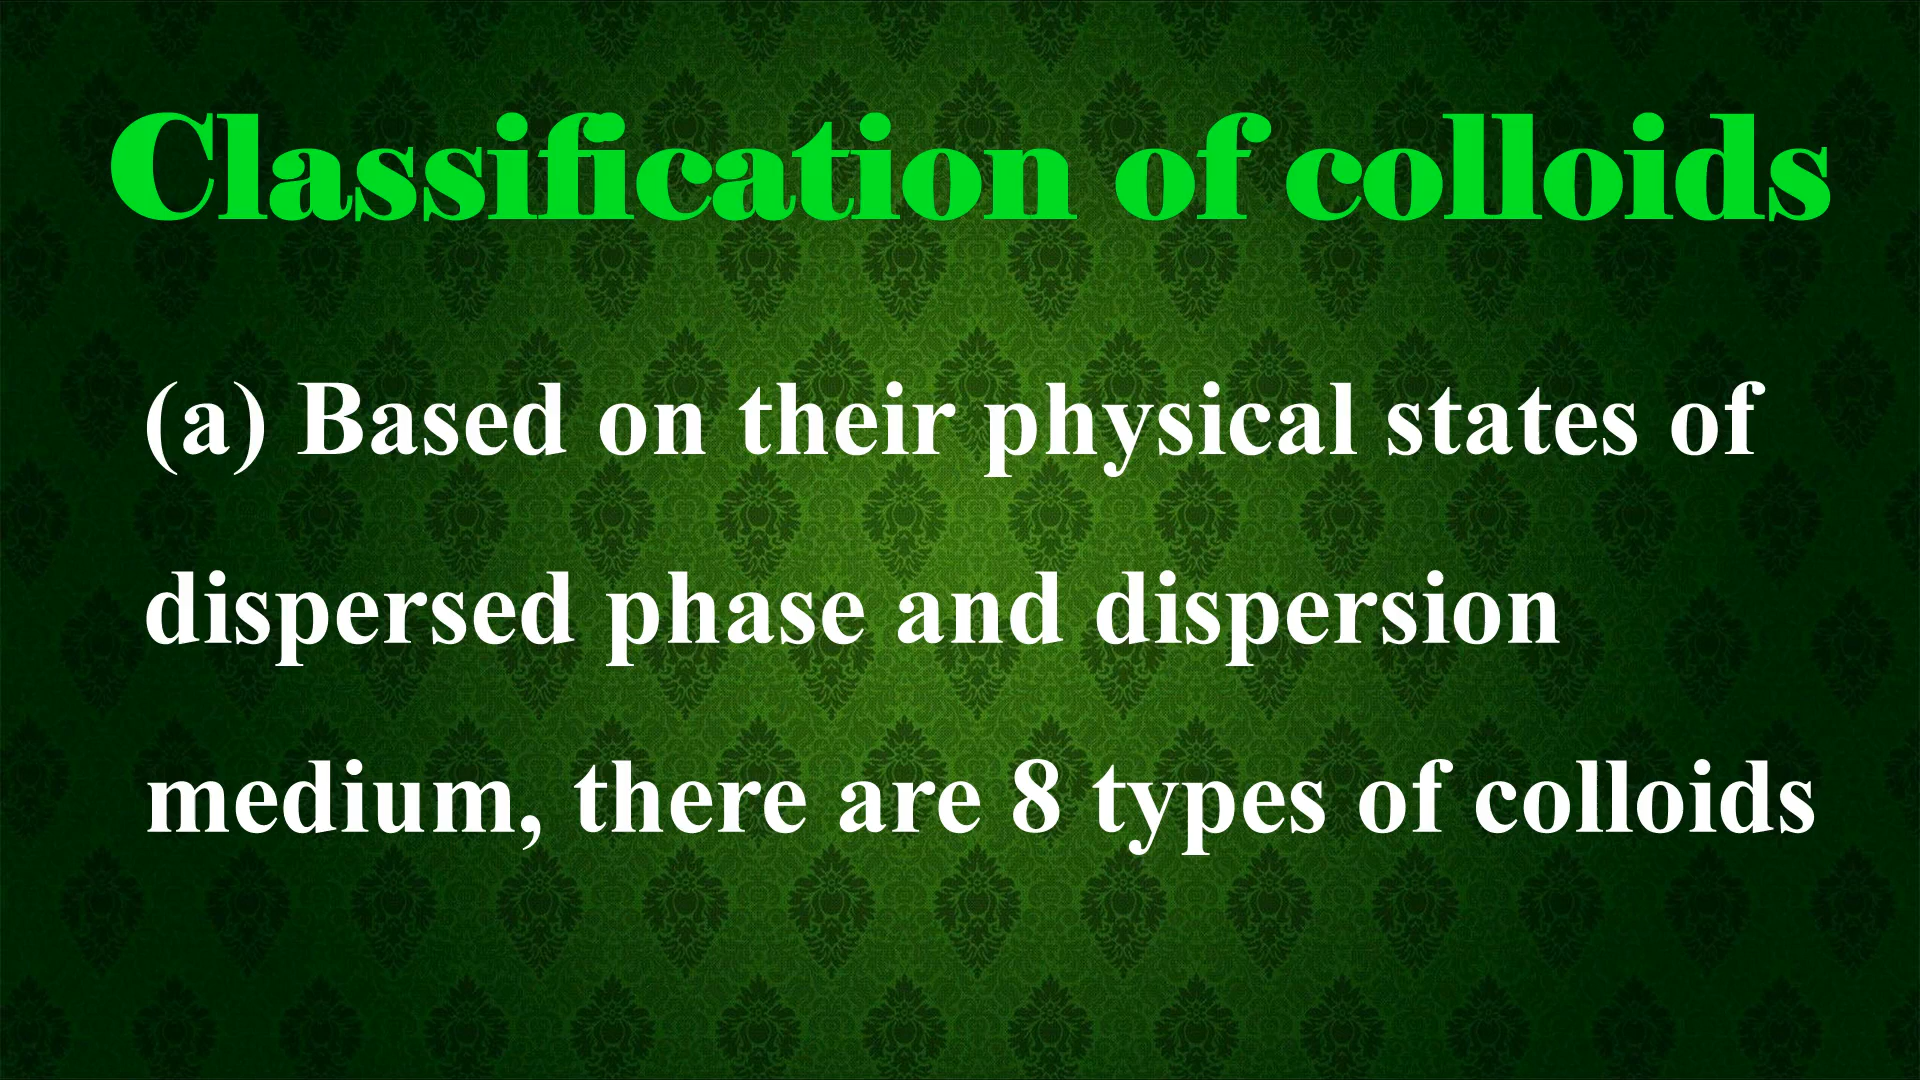 Classification of colloids
(a) Based on their physical states of
dispersed phase and dispersion
medium, there are 8 types of colloids